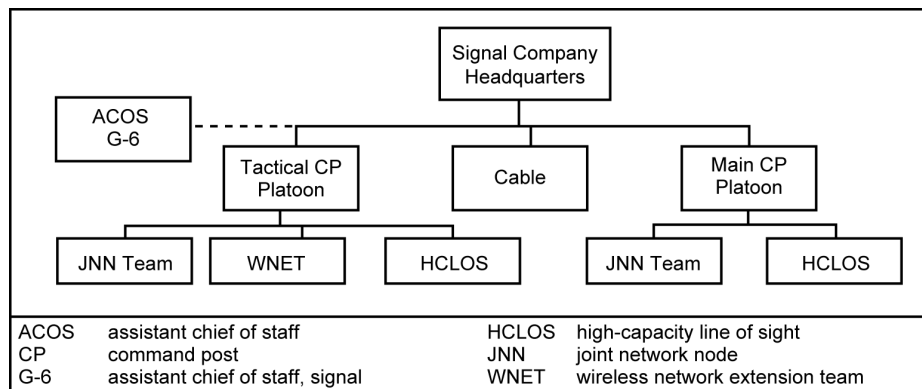 Signal Company
Headquarters
ACOS
G-6
Tactical CP
Platoon
Cable
Main CP
Platoon
JNN Team
WNET
HCLOS
JNN Team
HCLOS
ACOS assistant chief of staff
CP command post
G-6 assistant chief of staff, signal
HCLOS high-capacity line of sight
JNN joint network node
WNET wireless network extension team